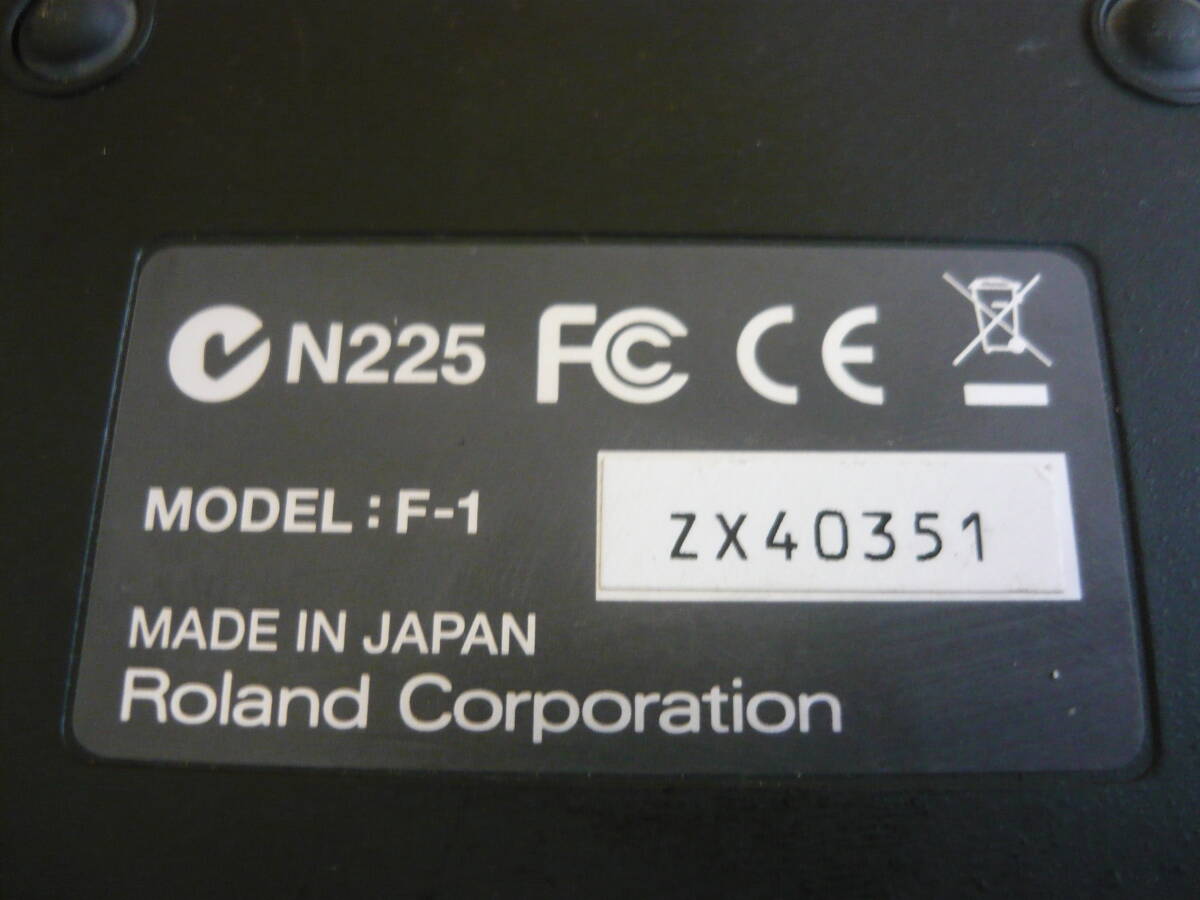 N225 FC CE
MODEL : F-1
ZX40351
MADE IN JAPAN
Roland Corporation